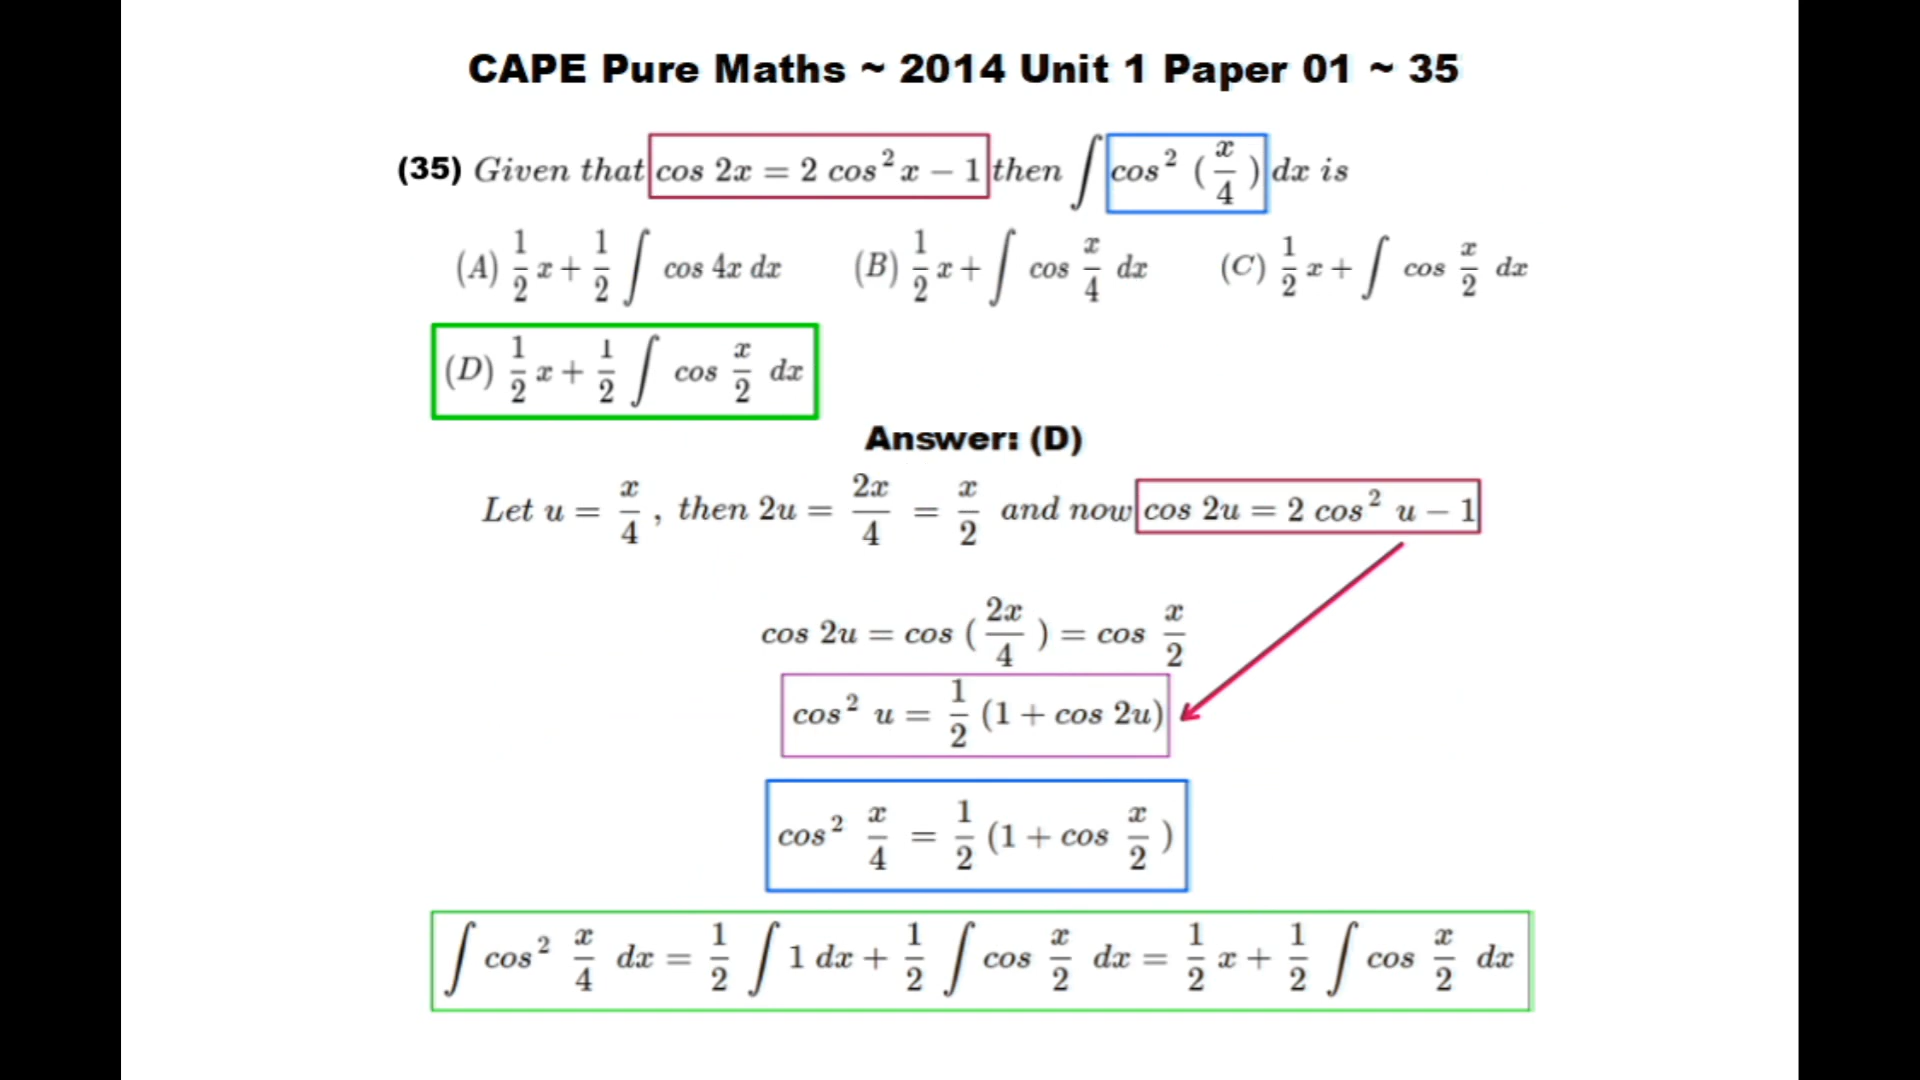 CAPE Pure Maths ~ 2014 Unit 1 Paper 01 ~ 35
(35) Given that cos 2x = 2 cos² x − 1 then ∫ cos² (x/4) dx is
(A) 1/2 x + 1/2 ∫ cos 4x dx (B) 1/2 x + ∫ cos x/4 dx (C) 1/2 x + ∫ cos x/2 dx
(D) 1/2 x + 1/2 ∫ cos x/2 dx
Answer: (D)
Let u = x/4 , then 2u = 2x/4 = x/2 and now cos 2u = 2 cos² u − 1
cos 2u = cos (2x/4) = cos x/2
cos² u = 1/2 (1 + cos 2u)
cos² x/4 = 1/2 (1 + cos x/2)
∫ cos² x/4 dx = 1/2 ∫ 1 dx + 1/2 ∫ cos x/2 dx = 1/2 x + 1/2 ∫ cos x/2 dx